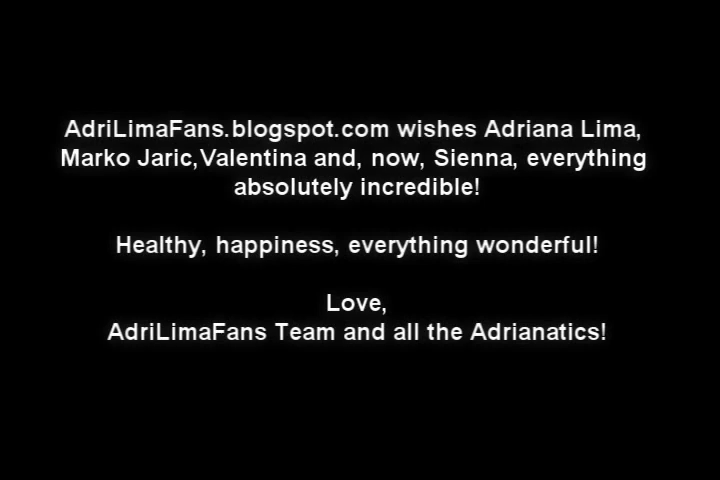 AdriLimaFans.blogspot.com wishes Adriana Lima,
Marko Jaric,Valentina and, now, Sienna, everything
absolutely incredible!
Healthy, happiness, everything wonderful!
Love,
AdriLimaFans Team and all the Adrianatics!